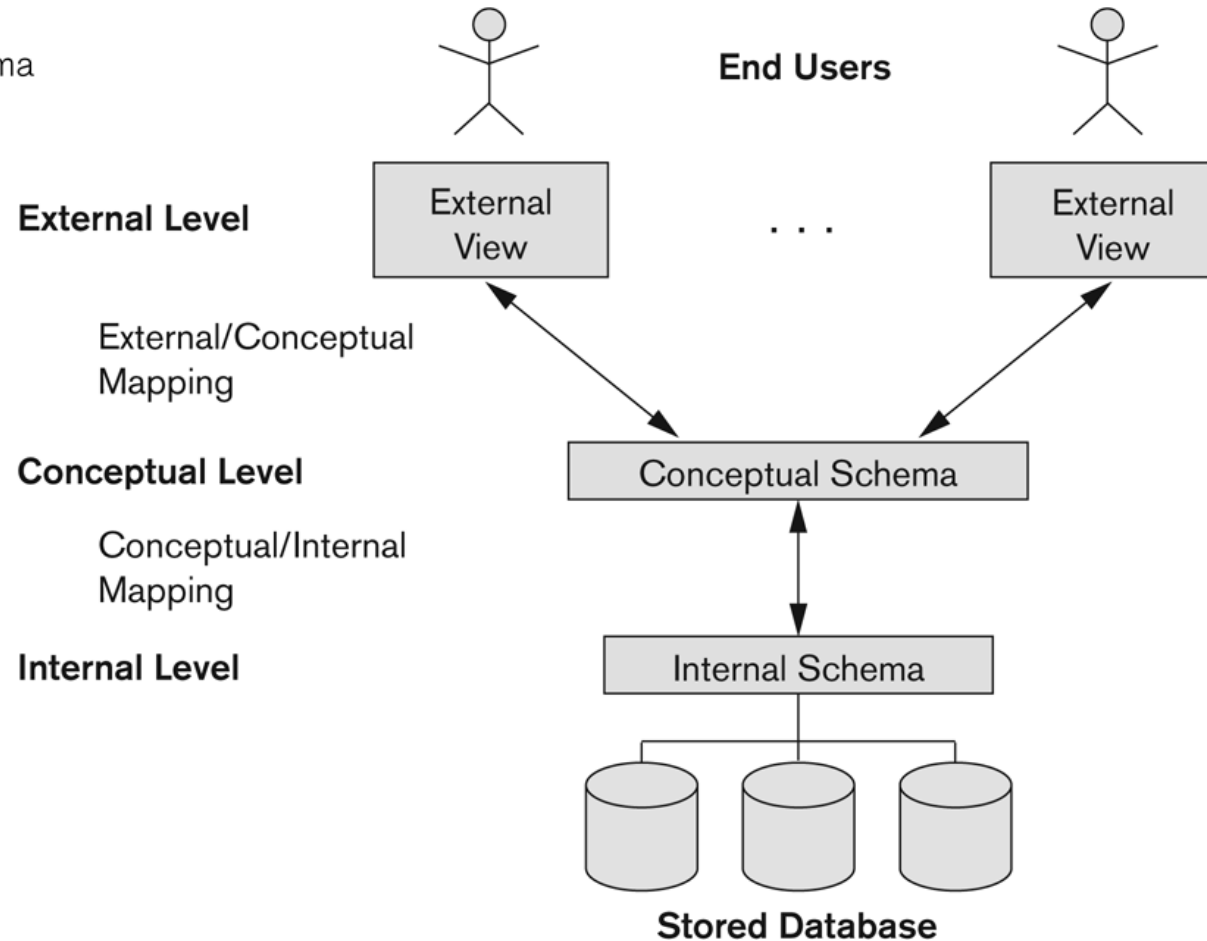 ma
End Users
External Level
External
View
. . .
External
View
External/Conceptual
Mapping
Conceptual Level
Conceptual Schema
Conceptual/Internal
Mapping
Internal Level
Internal Schema
Stored Database